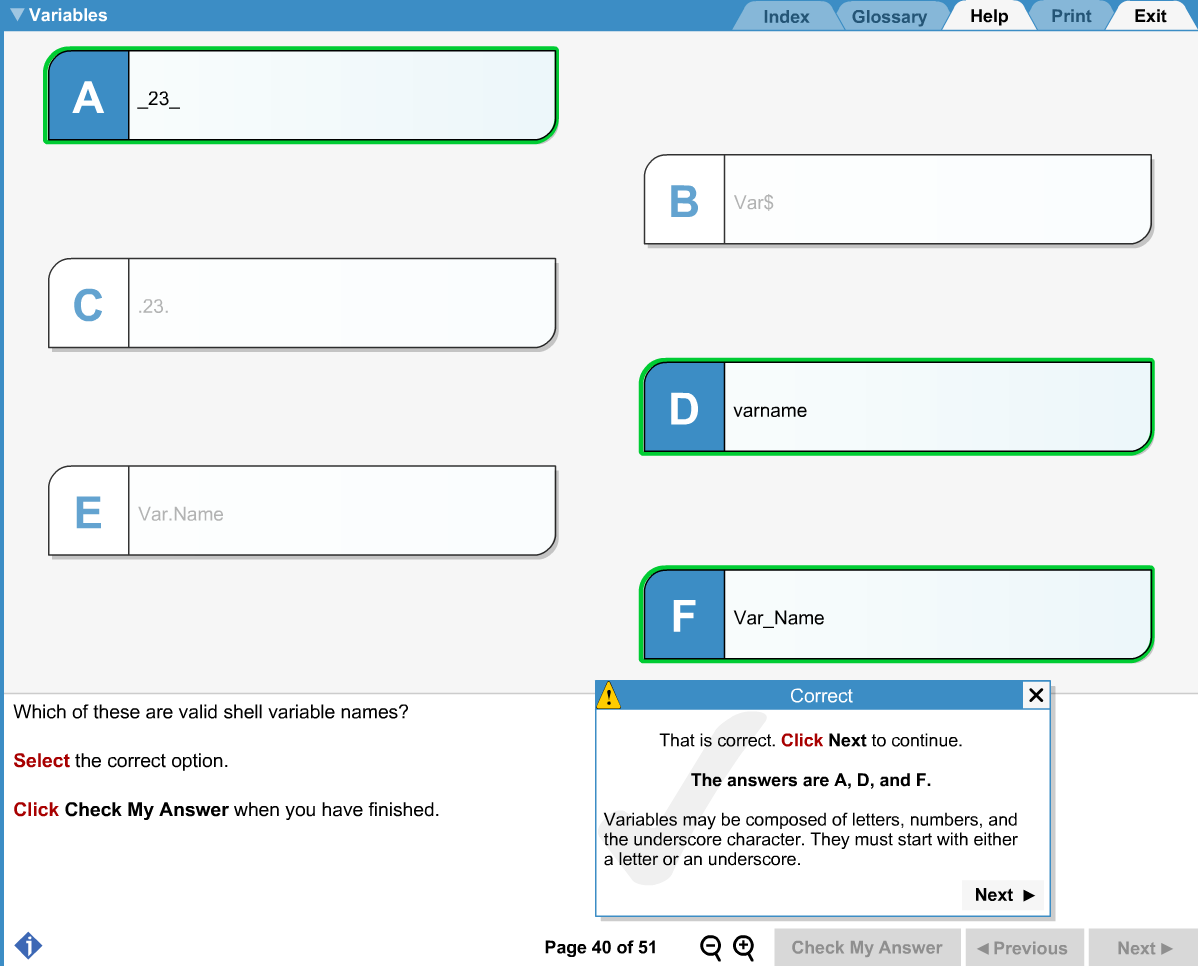 Variables
Index
Glossary
Help
Print
Exit
A
_23_
B
Var$
C
.23.
D
varname
E
Var.Name
F
Var_Name
Which of these are valid shell variable names?
Select the correct option.
Click Check My Answer when you have finished.
Correct
That is correct. Click Next to continue.
The answers are A, D, and F.
Variables may be composed of letters, numbers, and
the underscore character. They must start with either
a letter or an underscore.
Next
Page 40 of 51
Check My Answer
Previous
Next